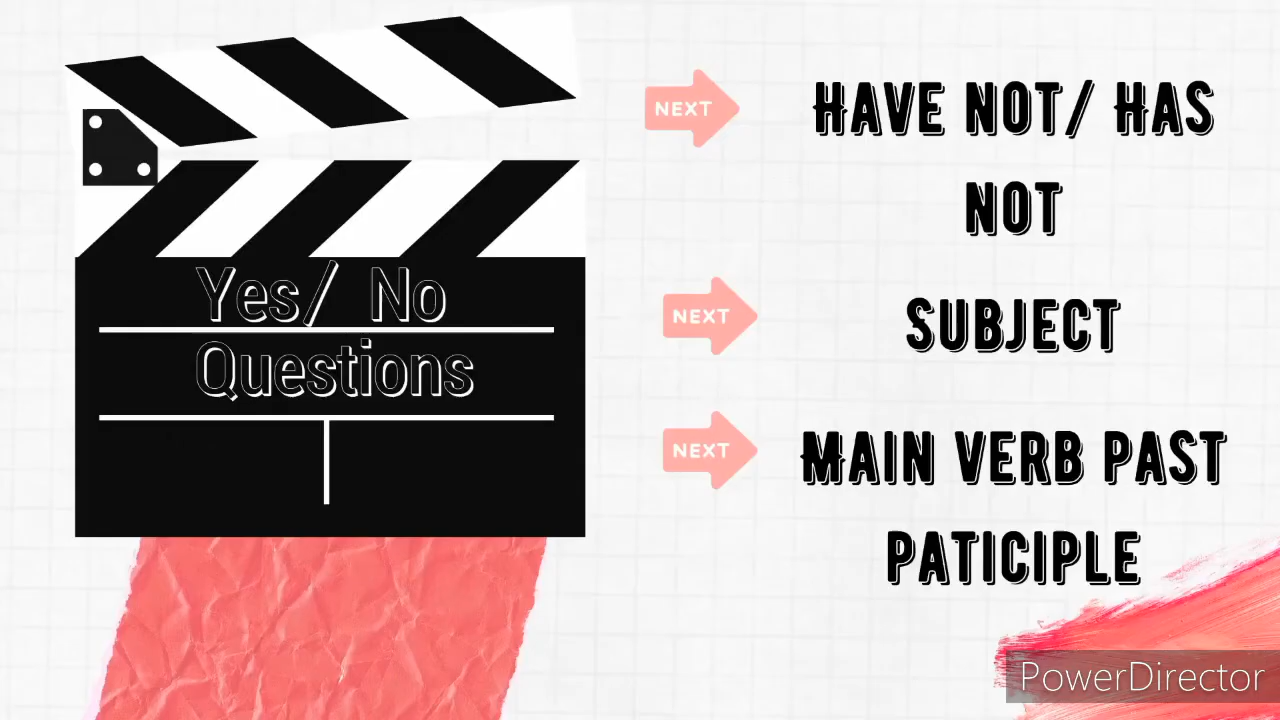 Yes/ No
Questions
NEXT
HAVE NOT/ HAS
NOT
NEXT
SUBJECT
NEXT
MAIN VERB PAST
PATICIPLE
PowerDirector